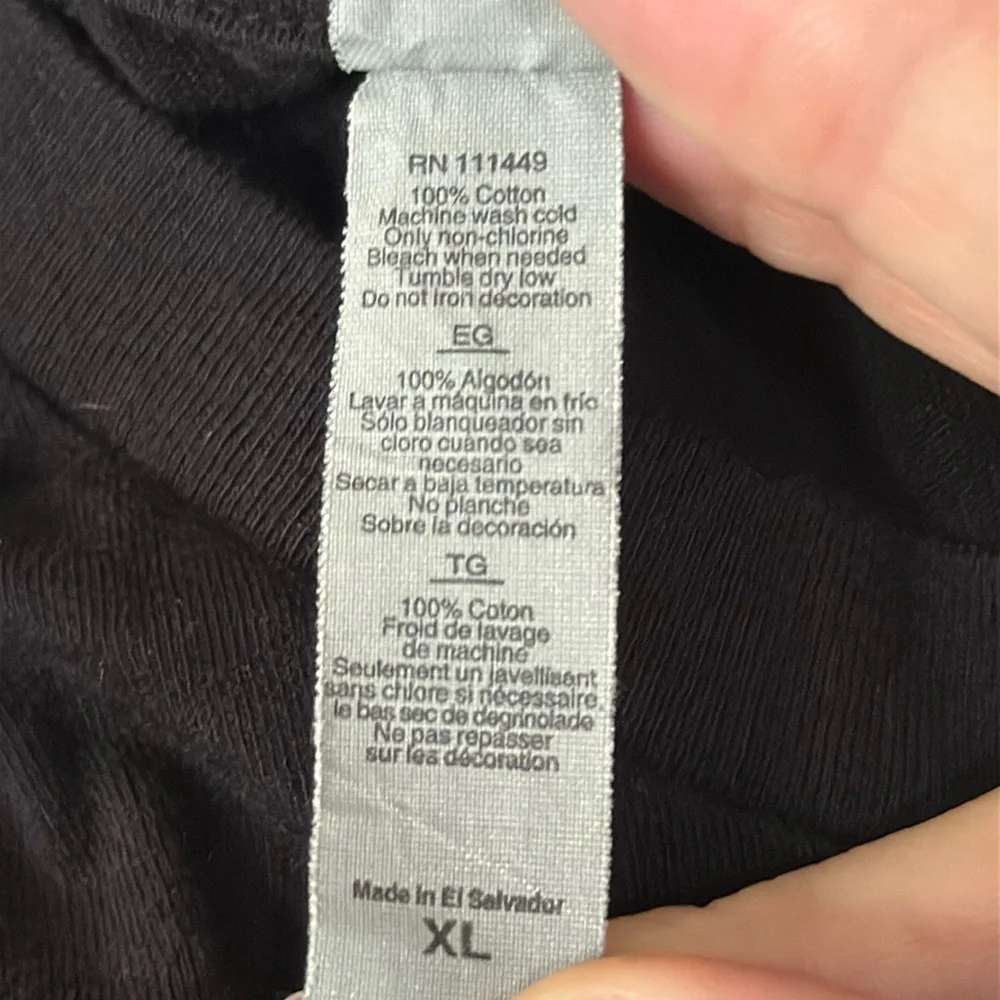 RN 111449
100% Cotton
Machine wash cold
Only non-chlorine
Bleach when needed
Tumble dry low
Do not iron decoration
EG
100% Algodón
Lavar a máquina en frío
Sólo blanqueador sin
cloro cuando sea
necesario
Secar a baja temperatura
No planche
Sobre la decoración
TG
100% Coton
Froid de lavage
de machine
Seulement un javellisant
sans chlore si nécessaire
le bas sec de degrinolade
Ne pas repasser
sur les décoration
Made in El Salvador
XL